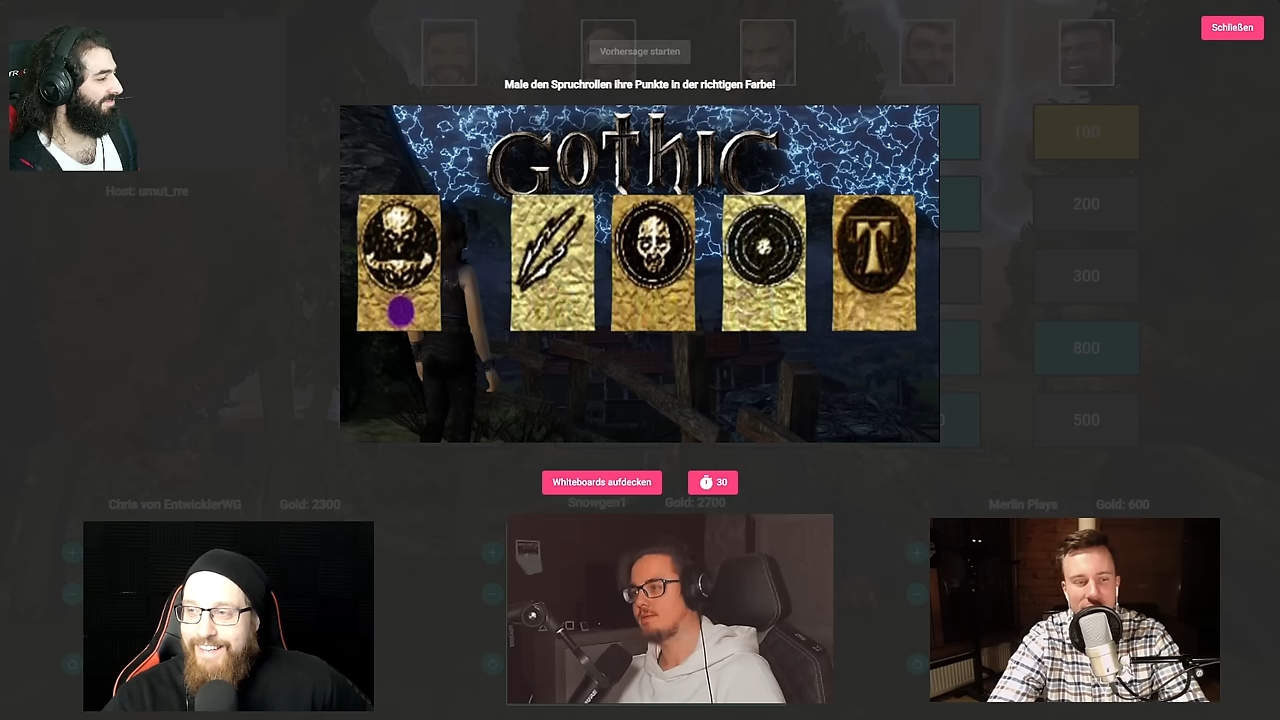 Schließen
Vorhersage starten
Male den Spruchrollen ihre Punkte in der richtigen Farbe!
GOTHIC
T
Host: umut_rre
100
200
300
800
500
Whiteboards aufdecken
30
Chris von EntwicklerWG Gold: 2300
Snowgen1 Gold: 2700
Merlin Plays Gold: 600